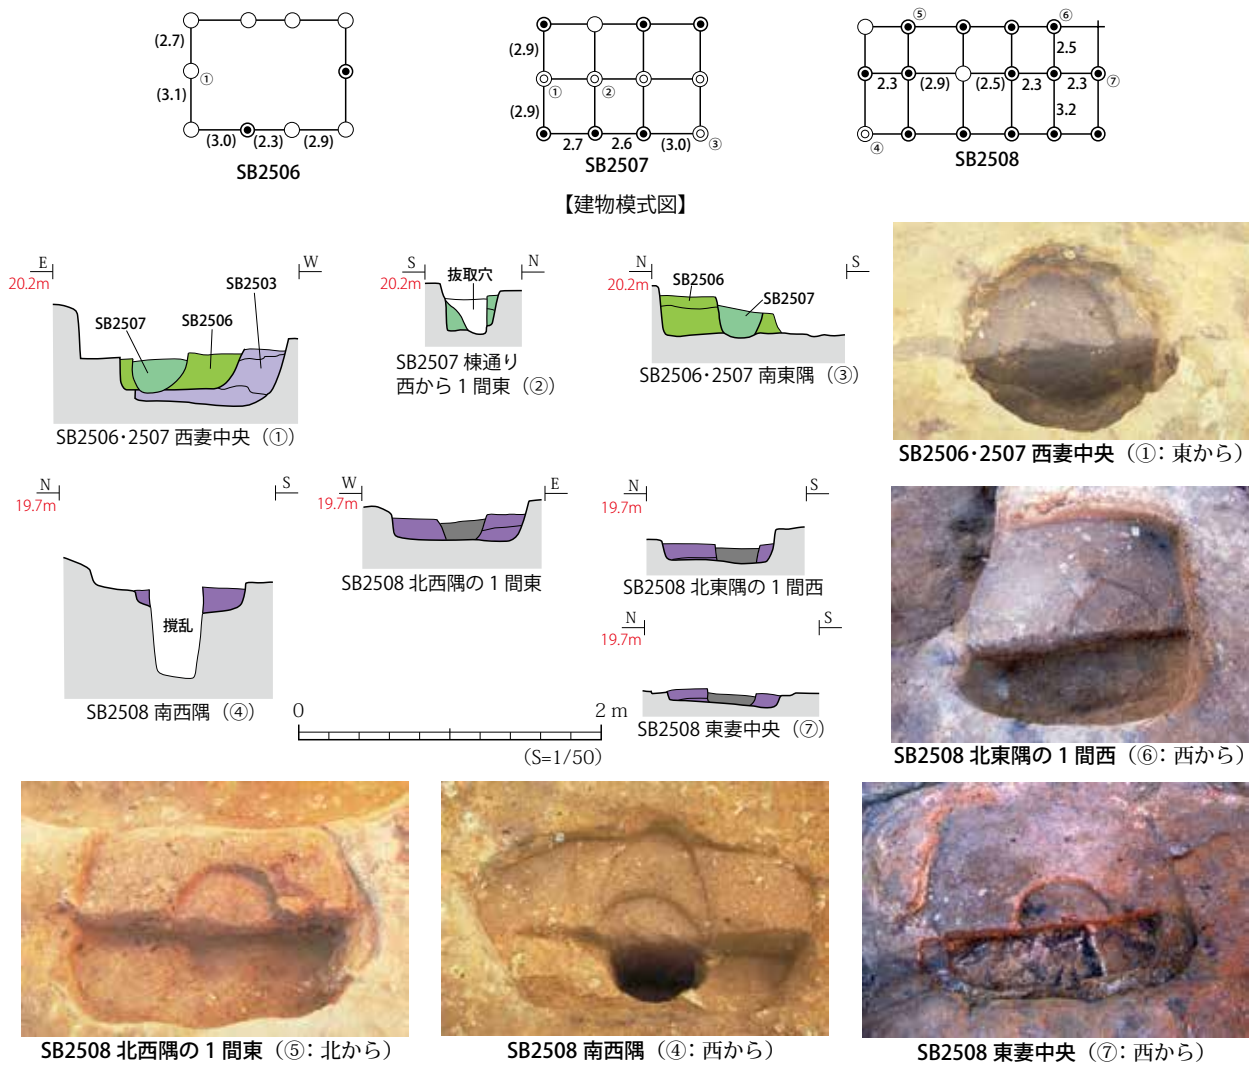 (2.7)
①
(3.1)
(3.0) (2.3) (2.9)
SB2506
(2.9)
① ②
(2.9)
2.7 2.6 (3.0) ③
SB2507
⑤ ⑥
2.5
2.3 (2.9) (2.5) 2.3 2.3 ⑦
3.2
④
SB2508
【建物模式図】
E W
20.2m
SB2503
SB2507 SB2506
SB2506・2507 西妻中央（①）
S N
20.2m
抜取穴
SB2507 棟通り
西から 1 間東（②）
N S
20.2m
SB2506
SB2507
SB2506・2507 南東隅（③）
SB2506・2507 西妻中央（①：東から）
N S
19.7m
撹乱
SB2508 南西隅（④）
W E
19.7m
SB2508 北西隅の 1 間東
N S
19.7m
SB2508 北東隅の 1 間西
N S
19.7m
SB2508 東妻中央（⑦）
0 2 m
(S=1/50)
SB2508 北東隅の 1 間西（⑥：西から）
SB2508 北西隅の 1 間東（⑤：北から）
SB2508 南西隅（④：西から）
SB2508 東妻中央（⑦：西から）